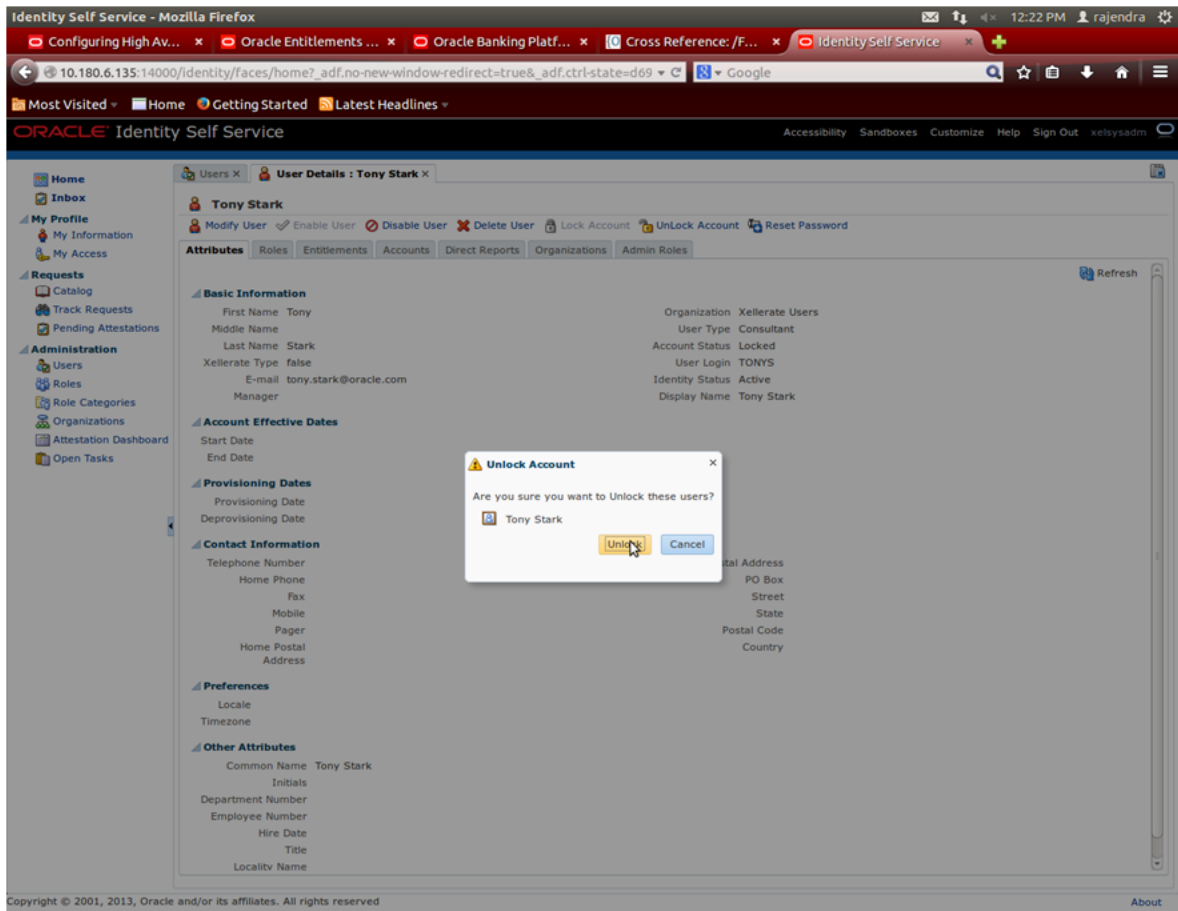 Identity Self Service - Mozilla Firefox
12:22 PM rajendra
Configuring High Av... × Oracle Entitlements ... × Oracle Banking Platf... × Cross Reference: /F... × Identity Self Service ×
10.180.6.135:14000/identity/faces/home?_adf.no-new-window-redirect=true&_adf.ctrl-state=d69 Google
Most Visited Home Getting Started Latest Headlines
ORACLE Identity Self Service
Accessibility Sandboxes Customize Help Sign Out xelsysadm
Home
Inbox
My Profile
My Information
My Access
Requests
Catalog
Track Requests
Pending Attestations
Administration
Users
Roles
Role Categories
Organizations
Attestation Dashboard
Open Tasks
Users × User Details : Tony Stark ×
Tony Stark
Modify User Enable User Disable User Delete User Lock Account UnLock Account Reset Password
Attributes Roles Entitlements Accounts Direct Reports Organizations Admin Roles
Refresh
Basic Information
First Name Tony
Middle Name
Last Name Stark
Xellerate Type false
E-mail tony.stark@oracle.com
Manager
Organization Xellerate Users
User Type Consultant
Account Status Locked
User Login TONYS
Identity Status Active
Display Name Tony Stark
Account Effective Dates
Start Date
End Date
Provisioning Dates
Provisioning Date
Deprovisioning Date
Unlock Account ×
Are you sure you want to Unlock these users?
Tony Stark
Unlock Cancel
Contact Information
Telephone Number
Home Phone
Fax
Mobile
Pager
Home Postal
Address
tal Address
PO Box
Street
State
Postal Code
Country
Preferences
Locale
Timezone
Other Attributes
Common Name Tony Stark
Initials
Department Number
Employee Number
Hire Date
Title
Locality Name
Copyright © 2001, 2013, Oracle and/or its affiliates. All rights reserved
About